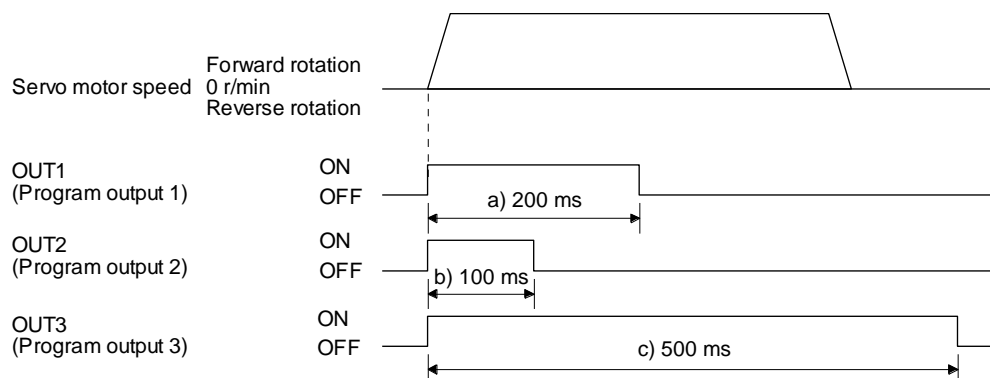 Forward rotation
Servo motor speed 0 r/min
Reverse rotation
OUT1 ON
(Program output 1) OFF
a) 200 ms
OUT2 ON
(Program output 2) OFF
b) 100 ms
OUT3 ON
(Program output 3) OFF
c) 500 ms